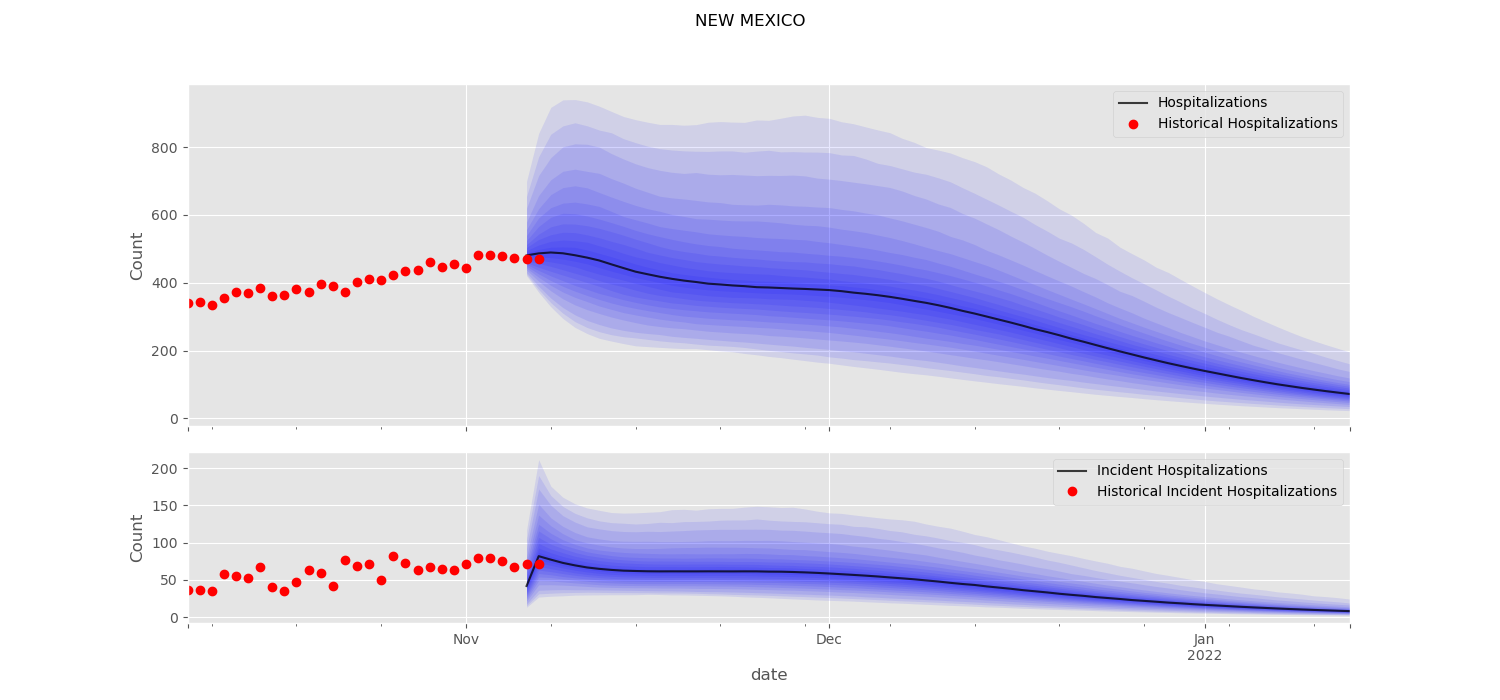 NEW MEXICO
Count
800
600
400
200
0
Hospitalizations
Historical Hospitalizations
Count
200
150
100
50
0
Incident Hospitalizations
Historical Incident Hospitalizations
Nov
Dec
Jan
2022
date